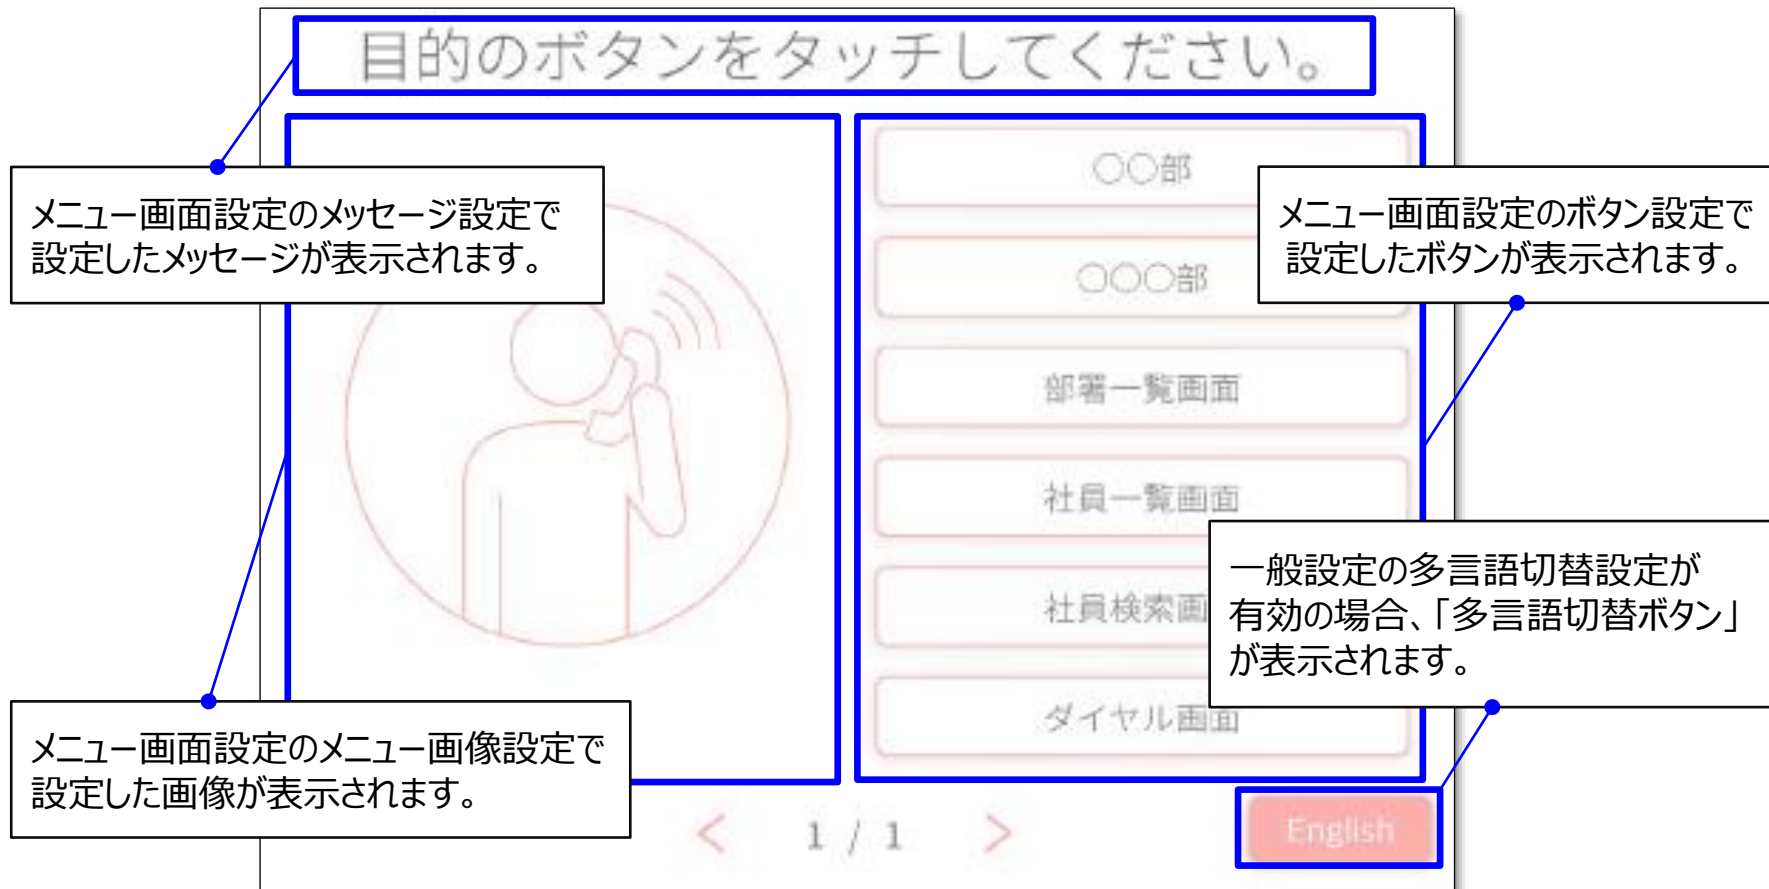 目的のボタンをタッチしてください。
メニュー画面設定のメッセージ設定で
設定したメッセージが表示されます。
メニュー画面設定のメニュー画像設定で
設定した画像が表示されます。
〇〇部
〇〇〇部
部署一覧画面
社員一覧画面
社員検索画
ダイヤル画面
メニュー画面設定のボタン設定で
設定したボタンが表示されます。
一般設定の多言語切替設定が
有効の場合、「多言語切替ボタン」
が表示されます。
< 1 / 1 >
English